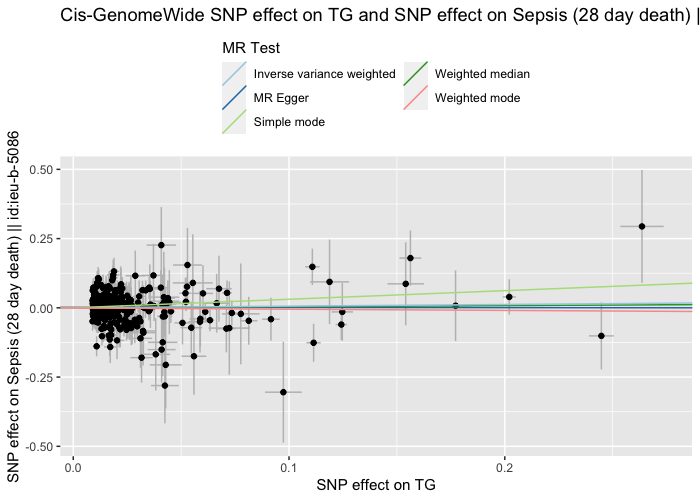 Cis-GenomeWide SNP effect on TG and SNP effect on Sepsis (28 day death) |
MR Test
Inverse variance weighted
Weighted median
MR Egger
Weighted mode
Simple mode
SNP effect on Sepsis (28 day death) || id:ieu-b-5086
0.50
0.25
0.00
-0.25
-0.50
0.0
0.1
0.2
SNP effect on TG